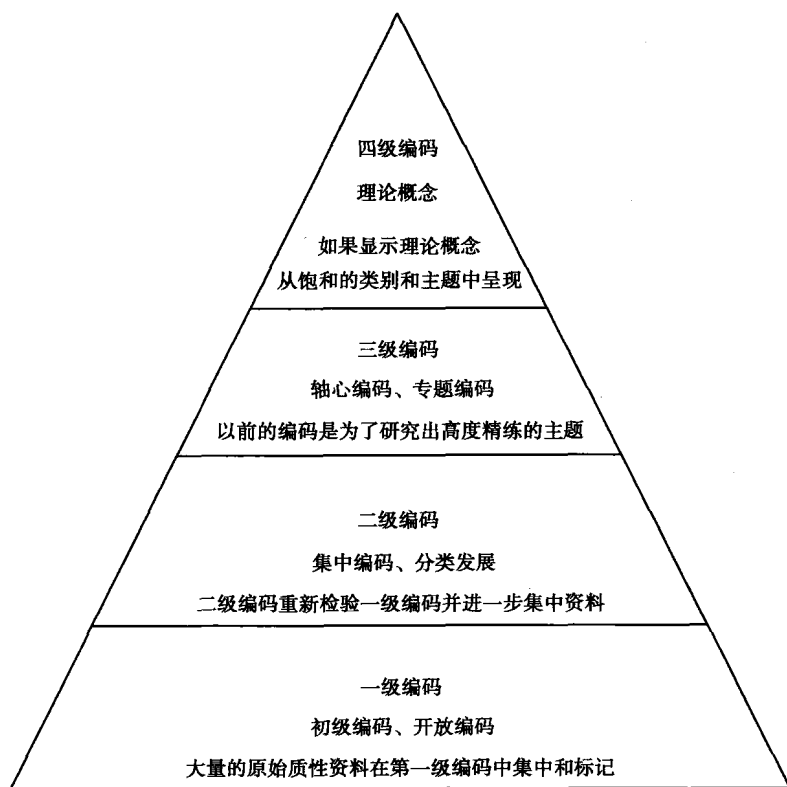 四级编码
理论概念
如果显示理论概念
从饱和的类别和主题中呈现
三级编码
轴心编码、专题编码
以前的编码是为了研究出高度精练的主题
二级编码
集中编码、分类发展
二级编码重新检验一级编码并进一步集中资料
一级编码
初级编码、开放编码
大量的原始质性资料在第一级编码中集中和标记